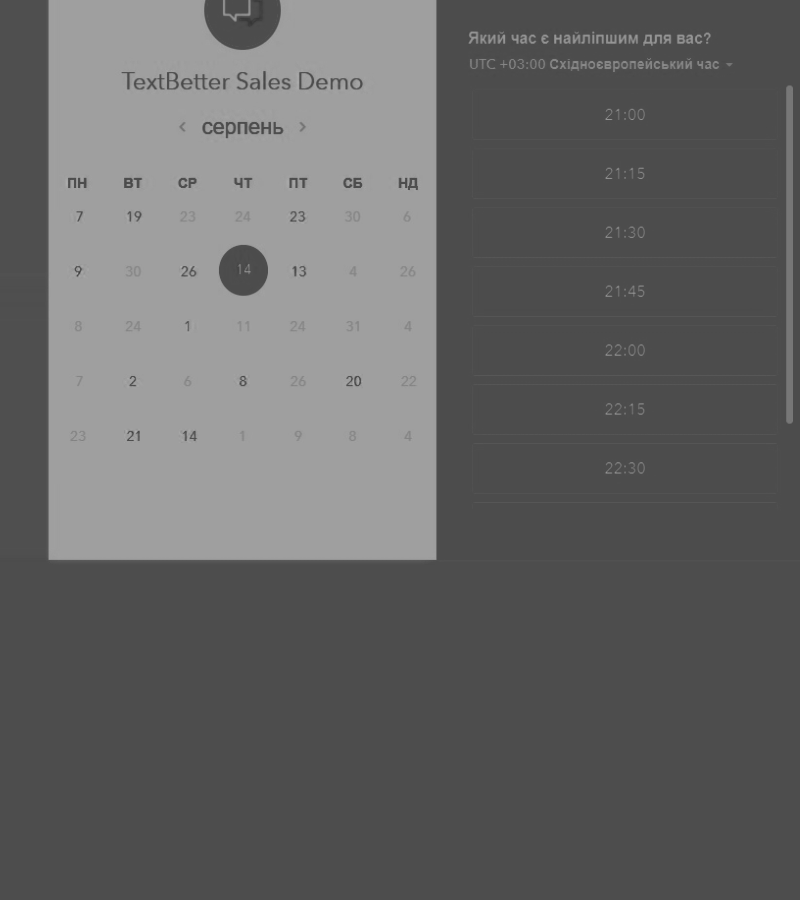 TextBetter Sales Demo
серпень
ПН ВТ СР ЧТ ПТ СБ НД
7 19 23 24 23 30 6
9 30 26 14 13 4 26
8 24 1 11 24 31 4
7 2 6 8 26 20 22
23 21 14 1 9 8 4
Який час є найліпшим для вас?
UTC +03:00 Східноєвропейський час
21:00
21:15
21:30
21:45
22:00
22:15
22:30